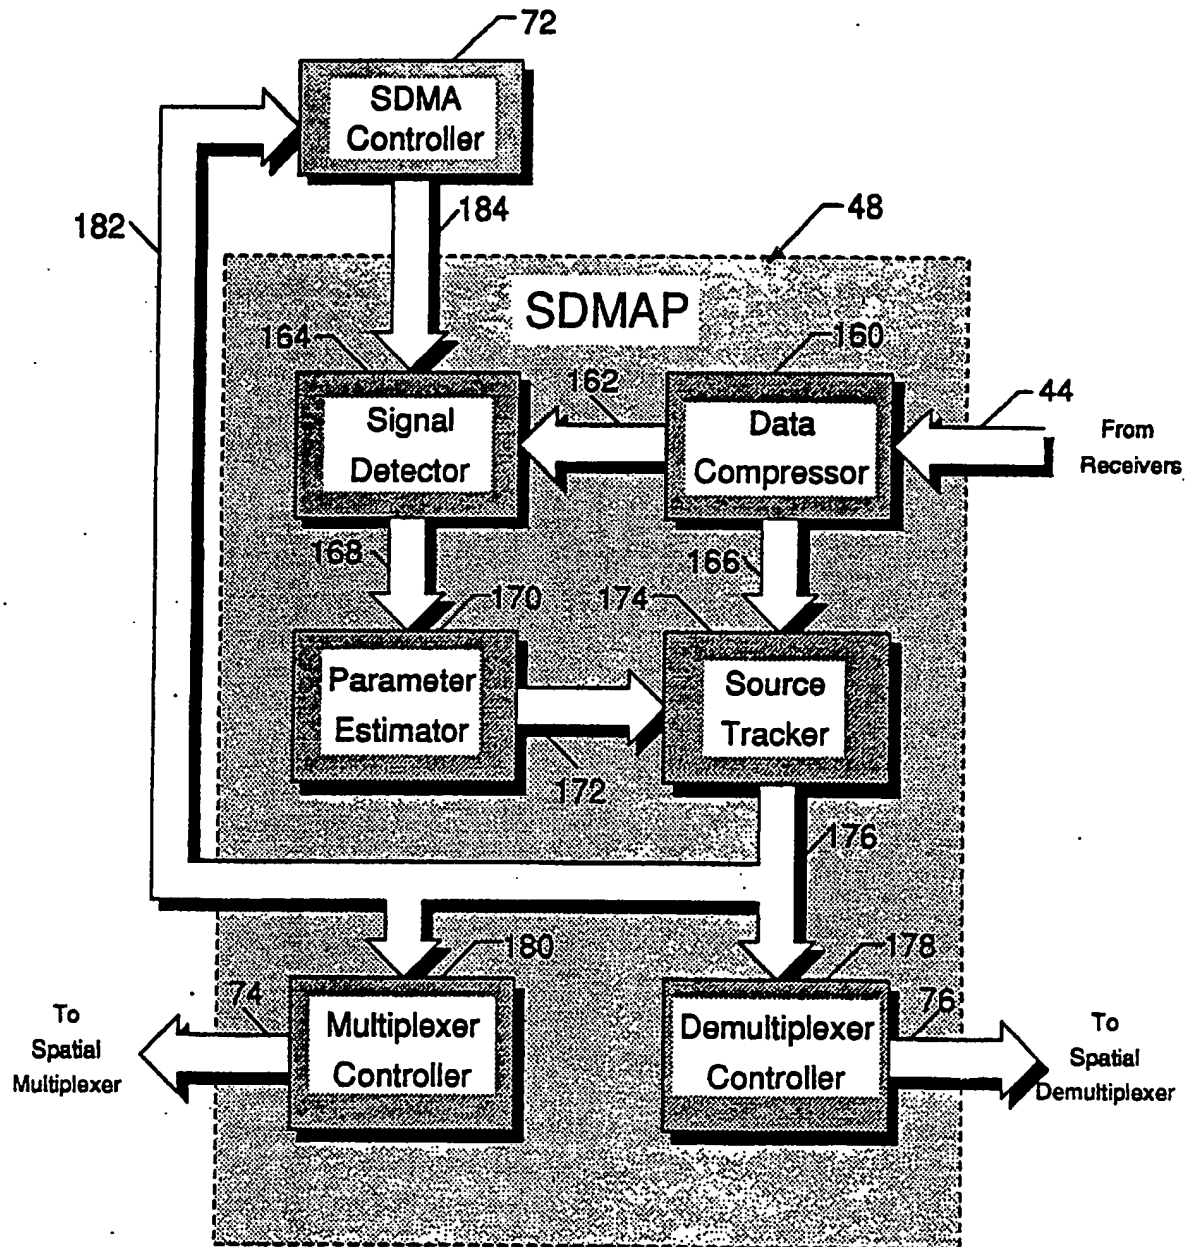 72
SDMA
Controller
182
184
48
SDMAP
164
162
160
44
Signal
Detector
Data
Compressor
From
Receivers
168
166
170
174
Parameter
Estimator
Source
Tracker
172
176
180
178
74
76
To
Spatial
Multiplexer
Multiplexer
Controller
Demultiplexer
Controller
To
Spatial
Demultiplexer